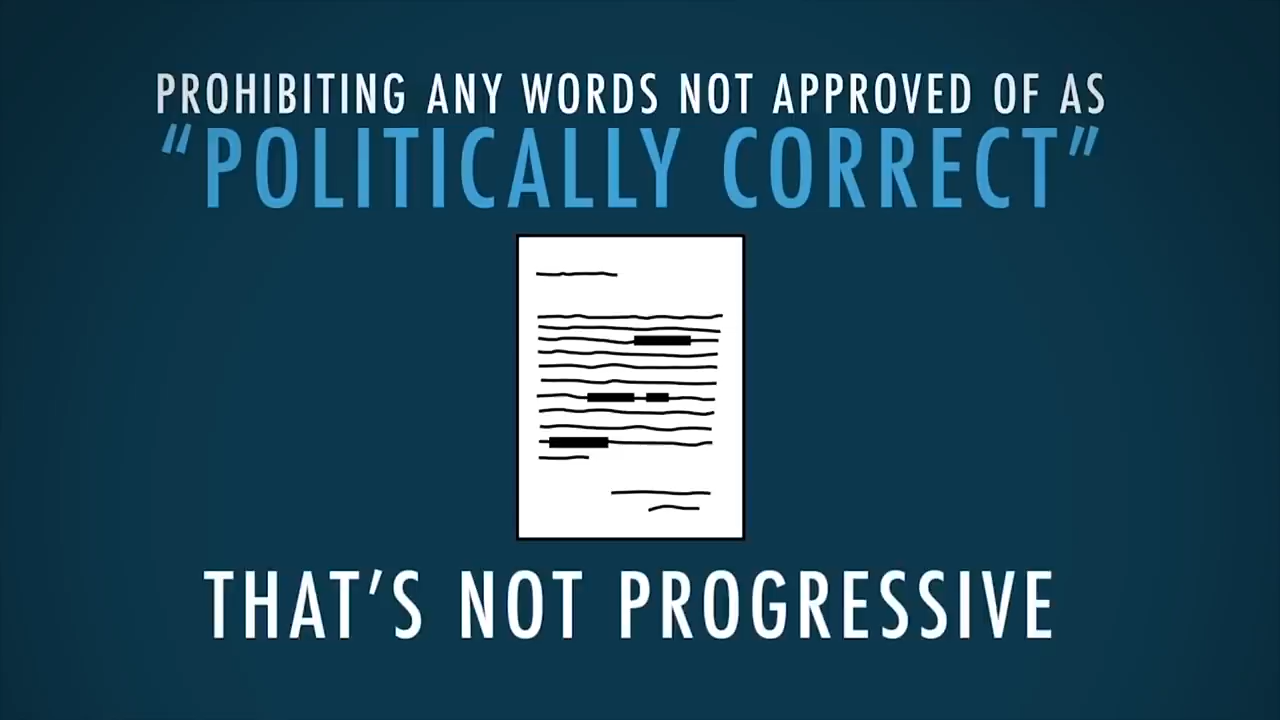 PROHIBITING ANY WORDS NOT APPROVED OF AS
“POLITICALLY CORRECT”
THAT’S NOT PROGRESSIVE